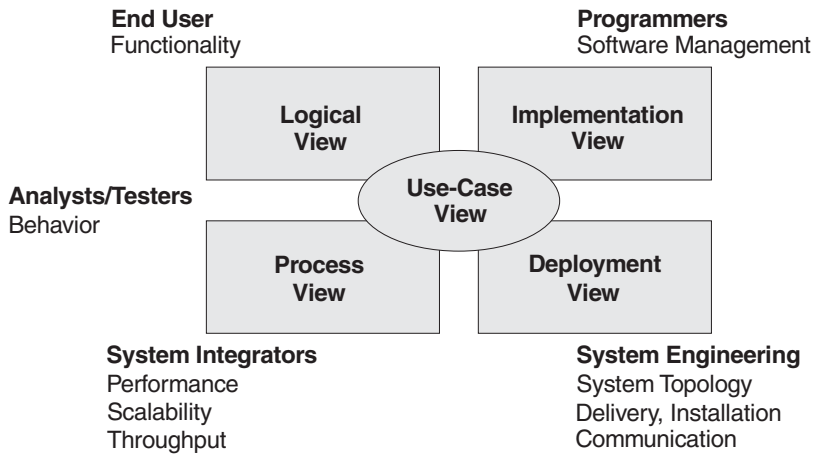 End User
Functionality
Programmers
Software Management
Logical
View
Implementation
View
Use-Case
View
Analysts/Testers
Behavior
Process
View
Deployment
View
System Integrators
Performance
Scalability
Throughput
System Engineering
System Topology
Delivery, Installation
Communication